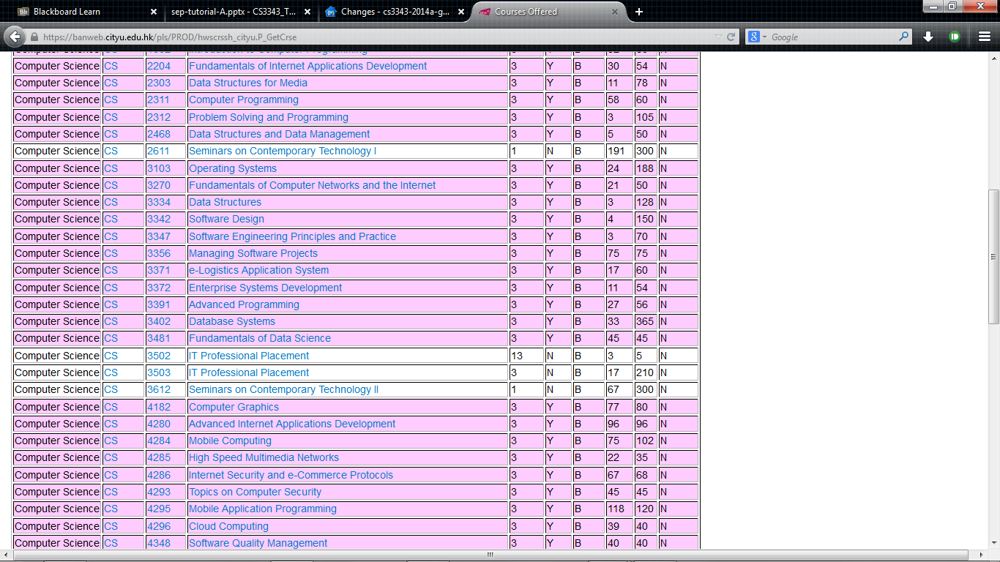 Blackboard Learn
sep-tutorial-A.pptx - CS3343_T...
Changes - cs3343-2014a-g...
Courses Offered
https://banweb.cityu.edu.hk/pls/PROD/hwscrssh_cityu.P_GetCrse
Google
Computer Science CS 2204 Fundamentals of Internet Applications Development 3 Y B 30 54 N
Computer Science CS 2303 Data Structures for Media 3 Y B 11 78 N
Computer Science CS 2311 Computer Programming 3 Y B 58 60 N
Computer Science CS 2312 Problem Solving and Programming 3 Y B 3 105 N
Computer Science CS 2468 Data Structures and Data Management 3 Y B 5 50 N
Computer Science CS 2611 Seminars on Contemporary Technology I 1 N B 191 300 N
Computer Science CS 3103 Operating Systems 3 Y B 24 188 N
Computer Science CS 3270 Fundamentals of Computer Networks and the Internet 3 Y B 21 50 N
Computer Science CS 3334 Data Structures 3 Y B 3 128 N
Computer Science CS 3342 Software Design 3 Y B 4 150 N
Computer Science CS 3347 Software Engineering Principles and Practice 3 Y B 3 70 N
Computer Science CS 3356 Managing Software Projects 3 Y B 75 75 N
Computer Science CS 3371 e-Logistics Application System 3 Y B 17 60 N
Computer Science CS 3372 Enterprise Systems Development 3 Y B 11 54 N
Computer Science CS 3391 Advanced Programming 3 Y B 27 56 N
Computer Science CS 3402 Database Systems 3 Y B 33 365 N
Computer Science CS 3481 Fundamentals of Data Science 3 Y B 45 45 N
Computer Science CS 3502 IT Professional Placement 13 N B 3 5 N
Computer Science CS 3503 IT Professional Placement 3 N B 17 210 N
Computer Science CS 3612 Seminars on Contemporary Technology II 1 N B 67 300 N
Computer Science CS 4182 Computer Graphics 3 Y B 77 80 N
Computer Science CS 4280 Advanced Internet Applications Development 3 Y B 96 96 N
Computer Science CS 4284 Mobile Computing 3 Y B 75 102 N
Computer Science CS 4285 High Speed Multimedia Networks 3 Y B 22 35 N
Computer Science CS 4286 Internet Security and e-Commerce Protocols 3 Y B 67 68 N
Computer Science CS 4293 Topics on Computer Security 3 Y B 45 45 N
Computer Science CS 4295 Mobile Application Programming 3 Y B 118 120 N
Computer Science CS 4296 Cloud Computing 3 Y B 39 40 N
Computer Science CS 4348 Software Quality Management 3 Y B 40 40 N